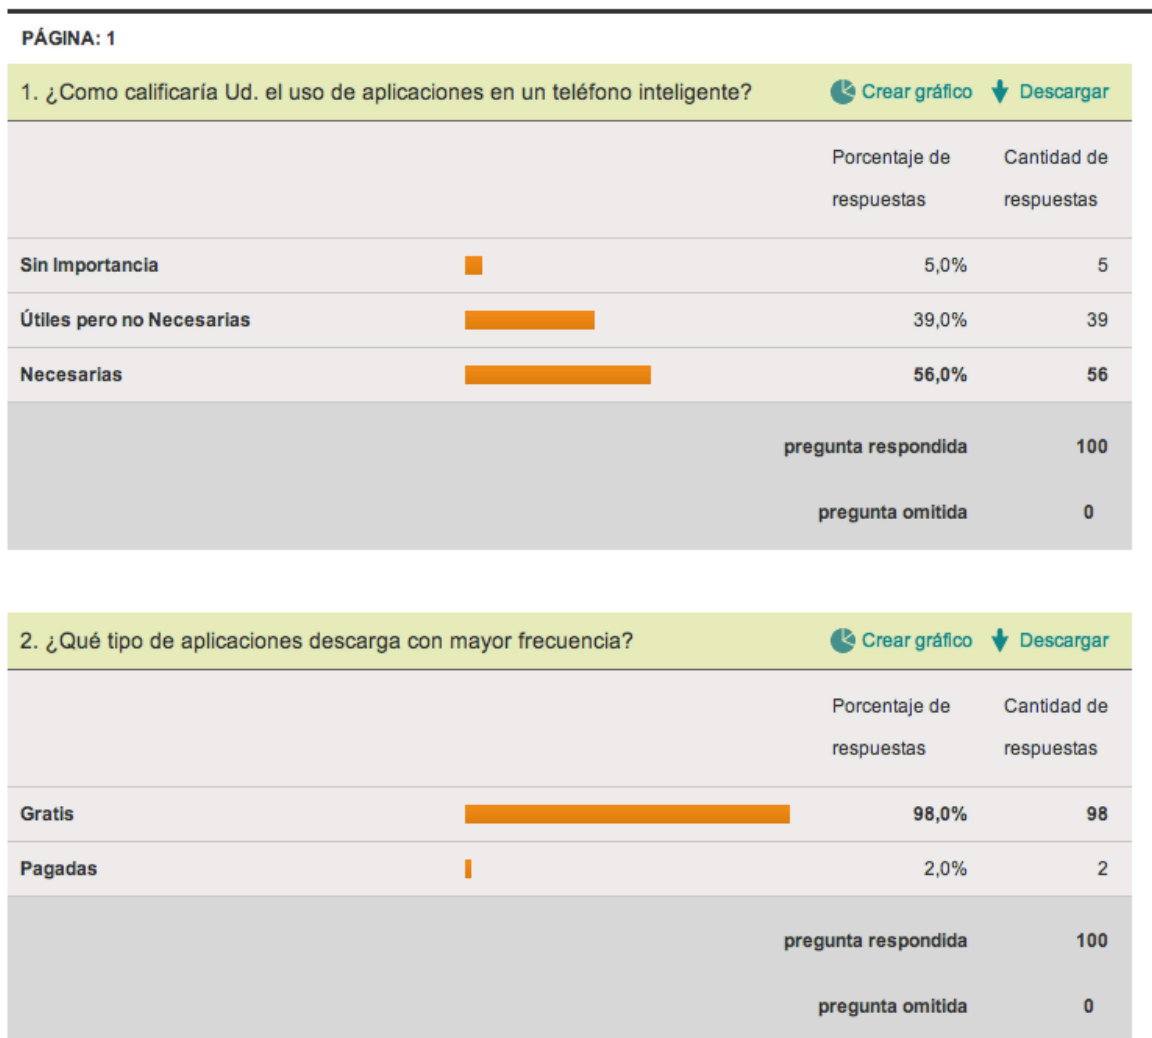 PÁGINA: 1
1. ¿Como calificaría Ud. el uso de aplicaciones en un teléfono inteligente? Crear gráfico Descargar
Porcentaje de Cantidad de
respuestas respuestas
Sin Importancia 5,0% 5
Útiles pero no Necesarias 39,0% 39
Necesarias 56,0% 56
pregunta respondida 100
pregunta omitida 0
2. ¿Qué tipo de aplicaciones descarga con mayor frecuencia? Crear gráfico Descargar
Porcentaje de Cantidad de
respuestas respuestas
Gratis 98,0% 98
Pagadas 2,0% 2
pregunta respondida 100
pregunta omitida 0